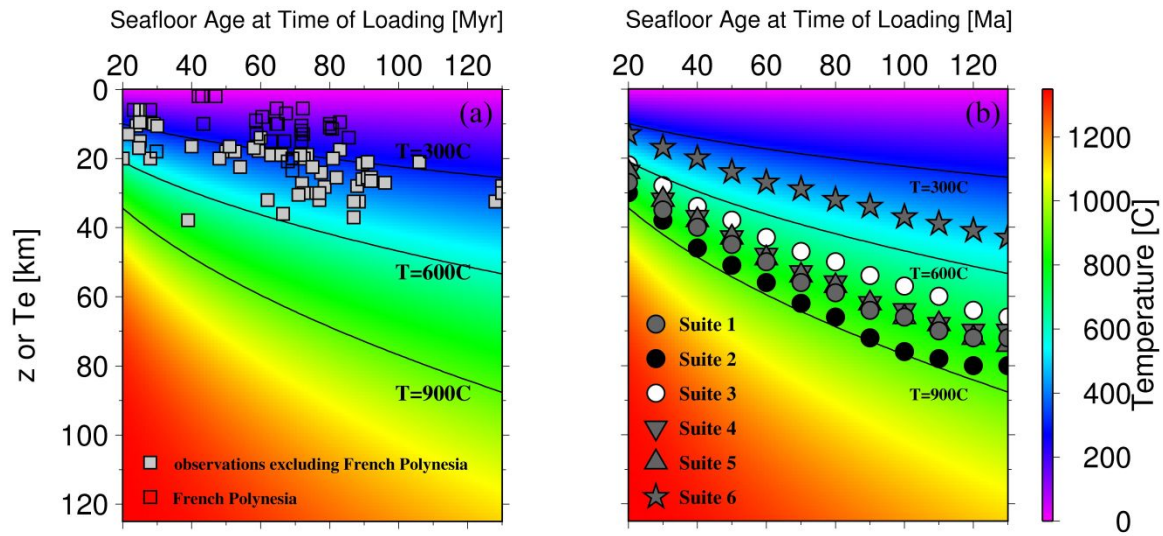 Seafloor Age at Time of Loading [Myr]
20 40 60 80 100 120
0
20
40
60
80
100
120
z or Te [km]
(a)
T=300C
T=600C
T=900C
observations excluding French Polynesia
French Polynesia
Seafloor Age at Time of Loading [Ma]
20 40 60 80 100 120
(b)
T=300C
T=600C
T=900C
Suite 1
Suite 2
Suite 3
Suite 4
Suite 5
Suite 6
1200
1000
800
600
400
200
0
Temperature [C]